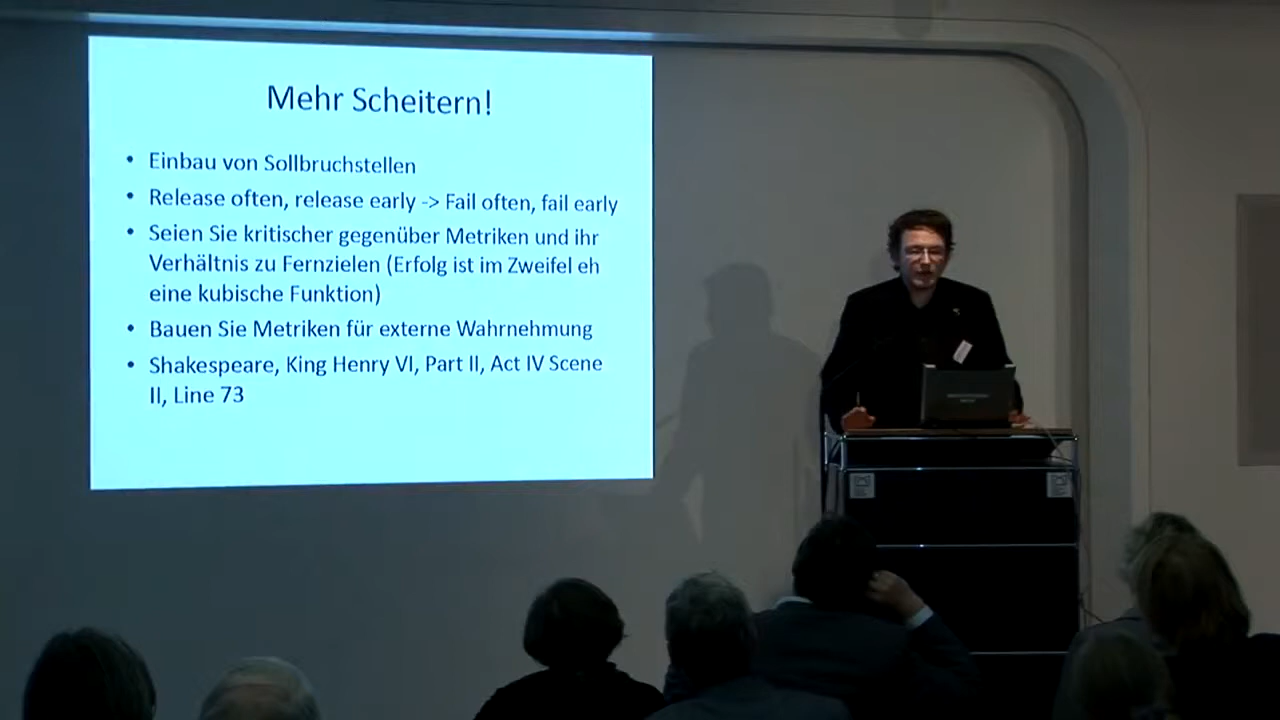 Mehr Scheitern!
• Einbau von Sollbruchstellen
• Release often, release early -> Fail often, fail early
• Seien Sie kritischer gegenüber Metriken und ihr
Verhältnis zu Fernzielen (Erfolg ist im Zweifel eh
eine kubische Funktion)
• Bauen Sie Metriken für externe Wahrnehmung
• Shakespeare, King Henry VI, Part II, Act IV Scene
II, Line 73